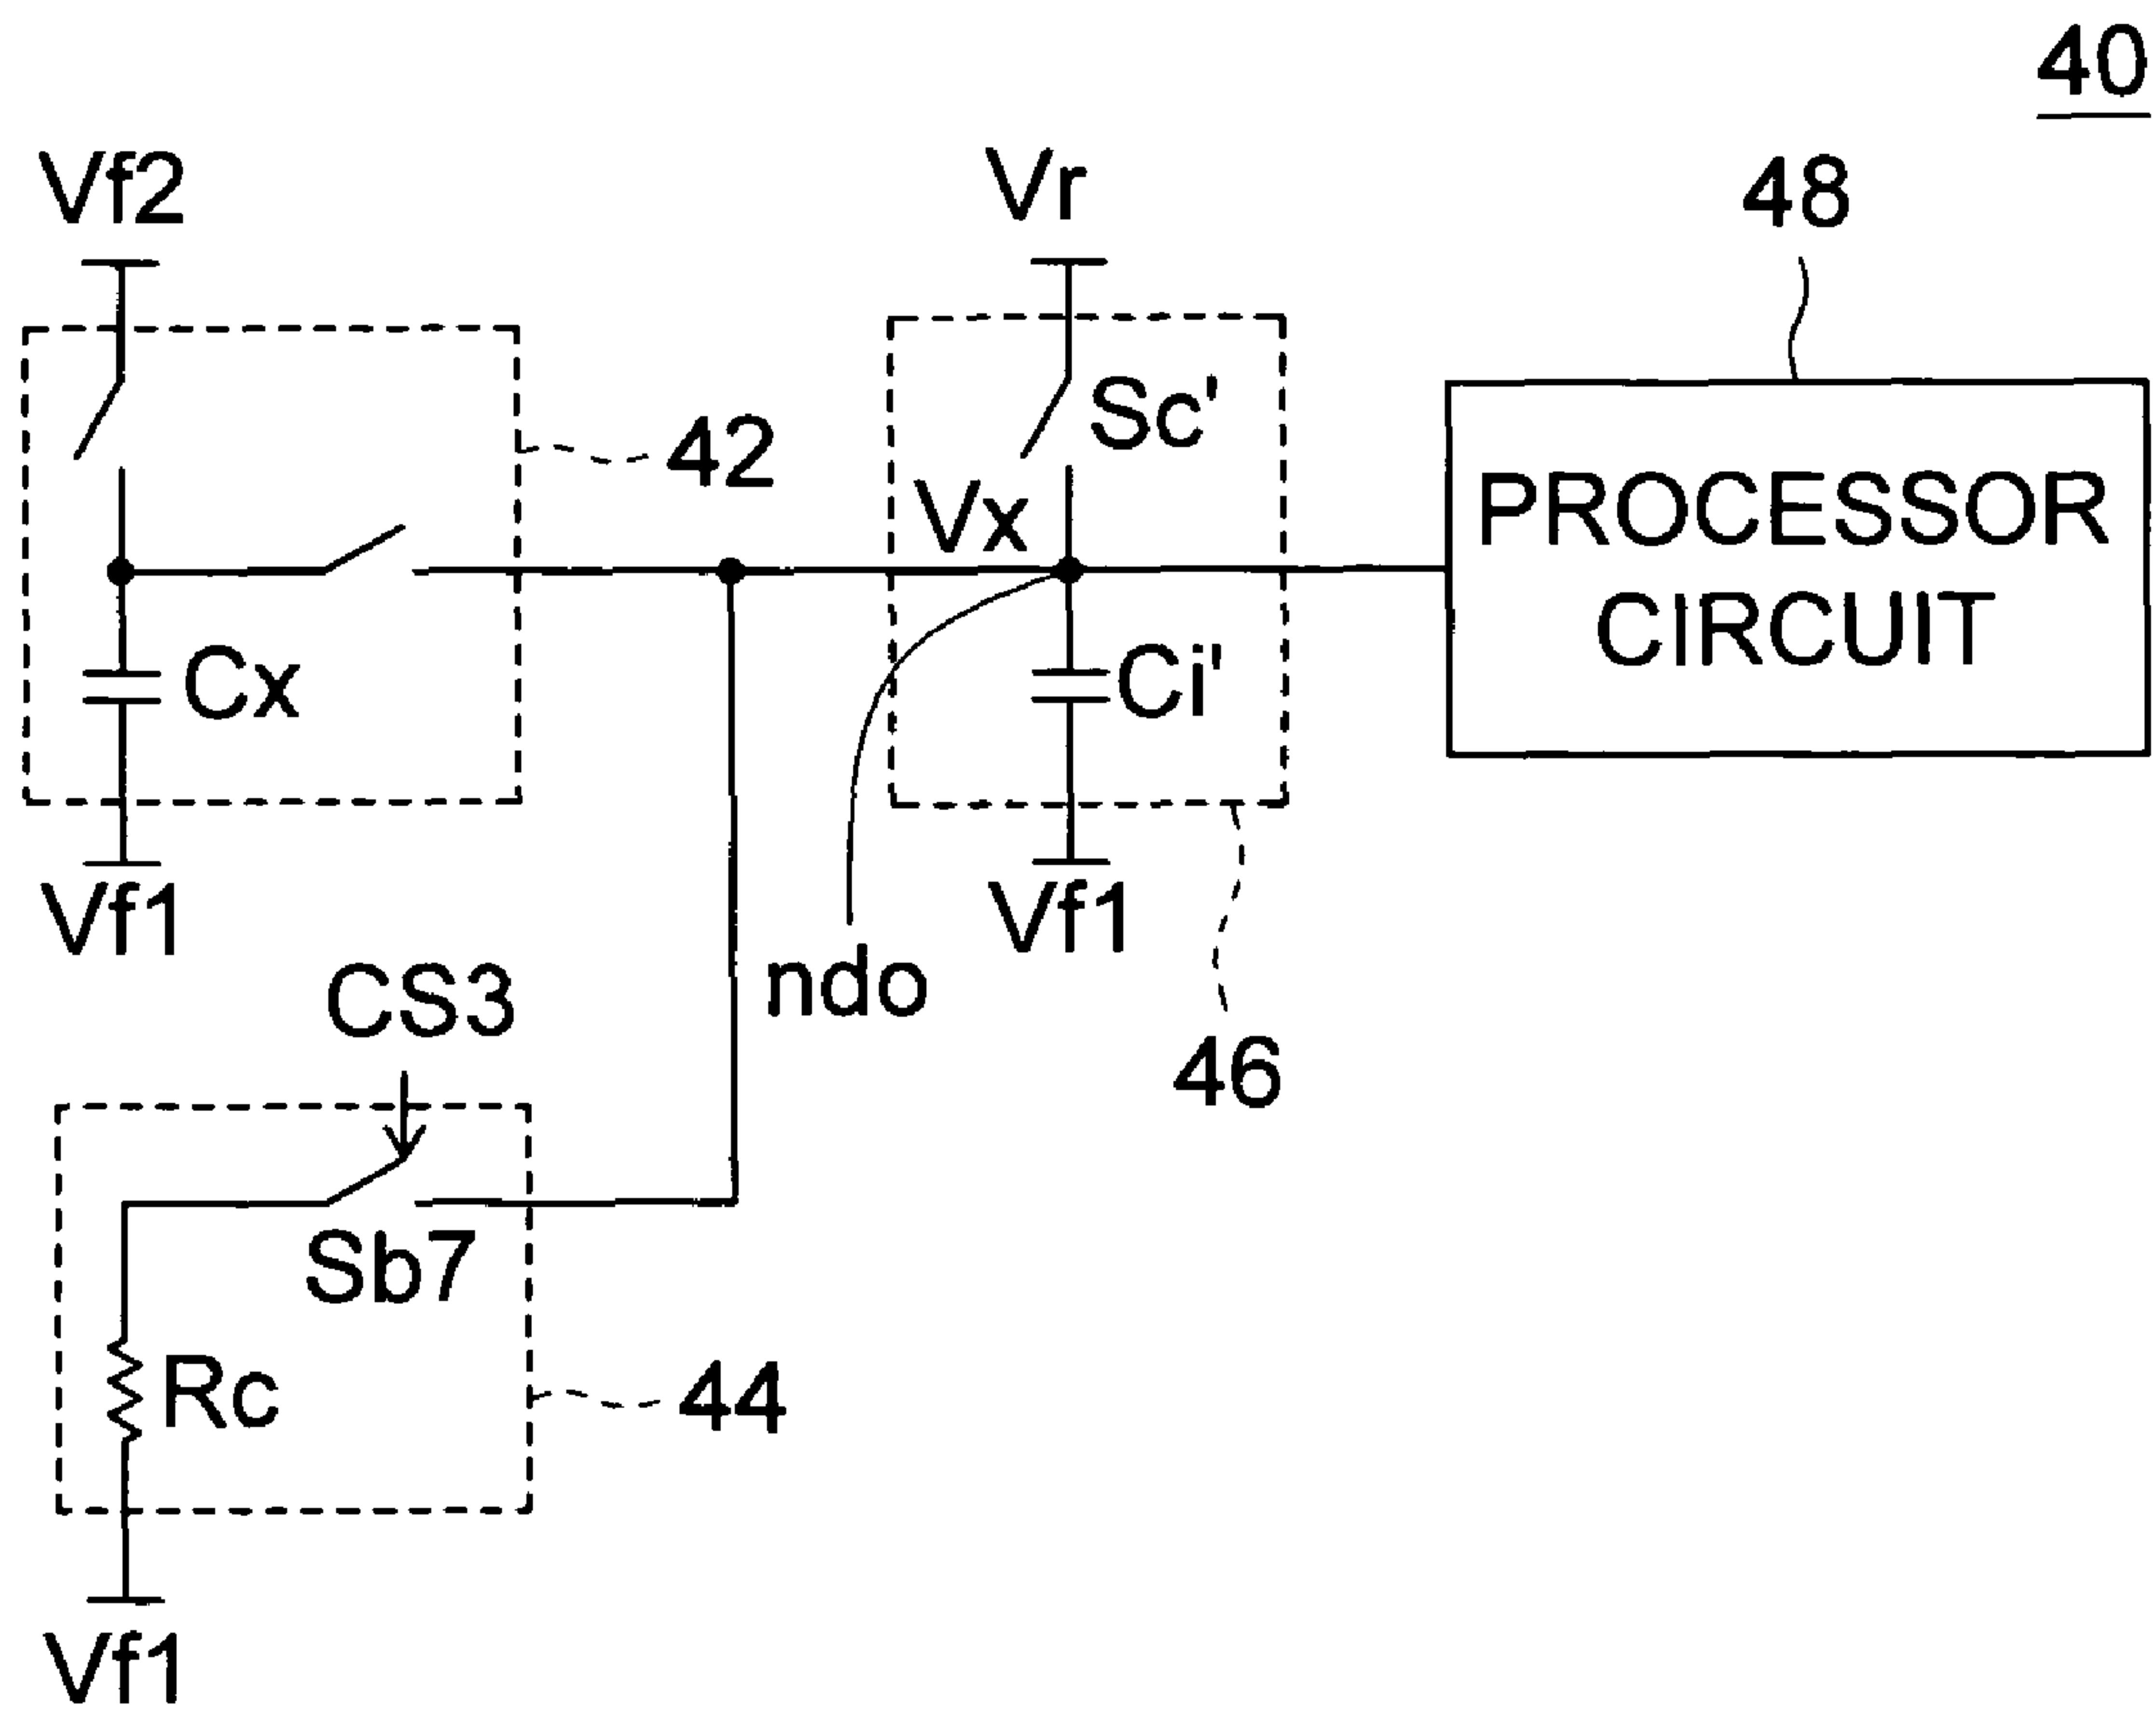 40
Vf2
Vr
48
Sc'
42
Vx
PROCESSOR
CIRCUIT
Cx
Ci'
Vf1
Vf1
CS3
ndo
46
Sb7
Rc
44
Vf1